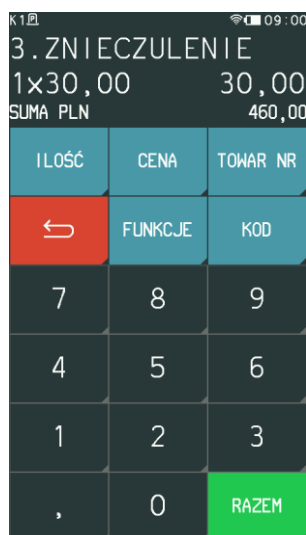 K1 P 09:00
3.ZNIECZULENIE
1x30,00 30,00
SUMA PLN 460,00
ILOŚĆ CENA TOWAR NR
FUNKCJE KOD
7 8 9
4 5 6
1 2 3
, 0 RAZEM